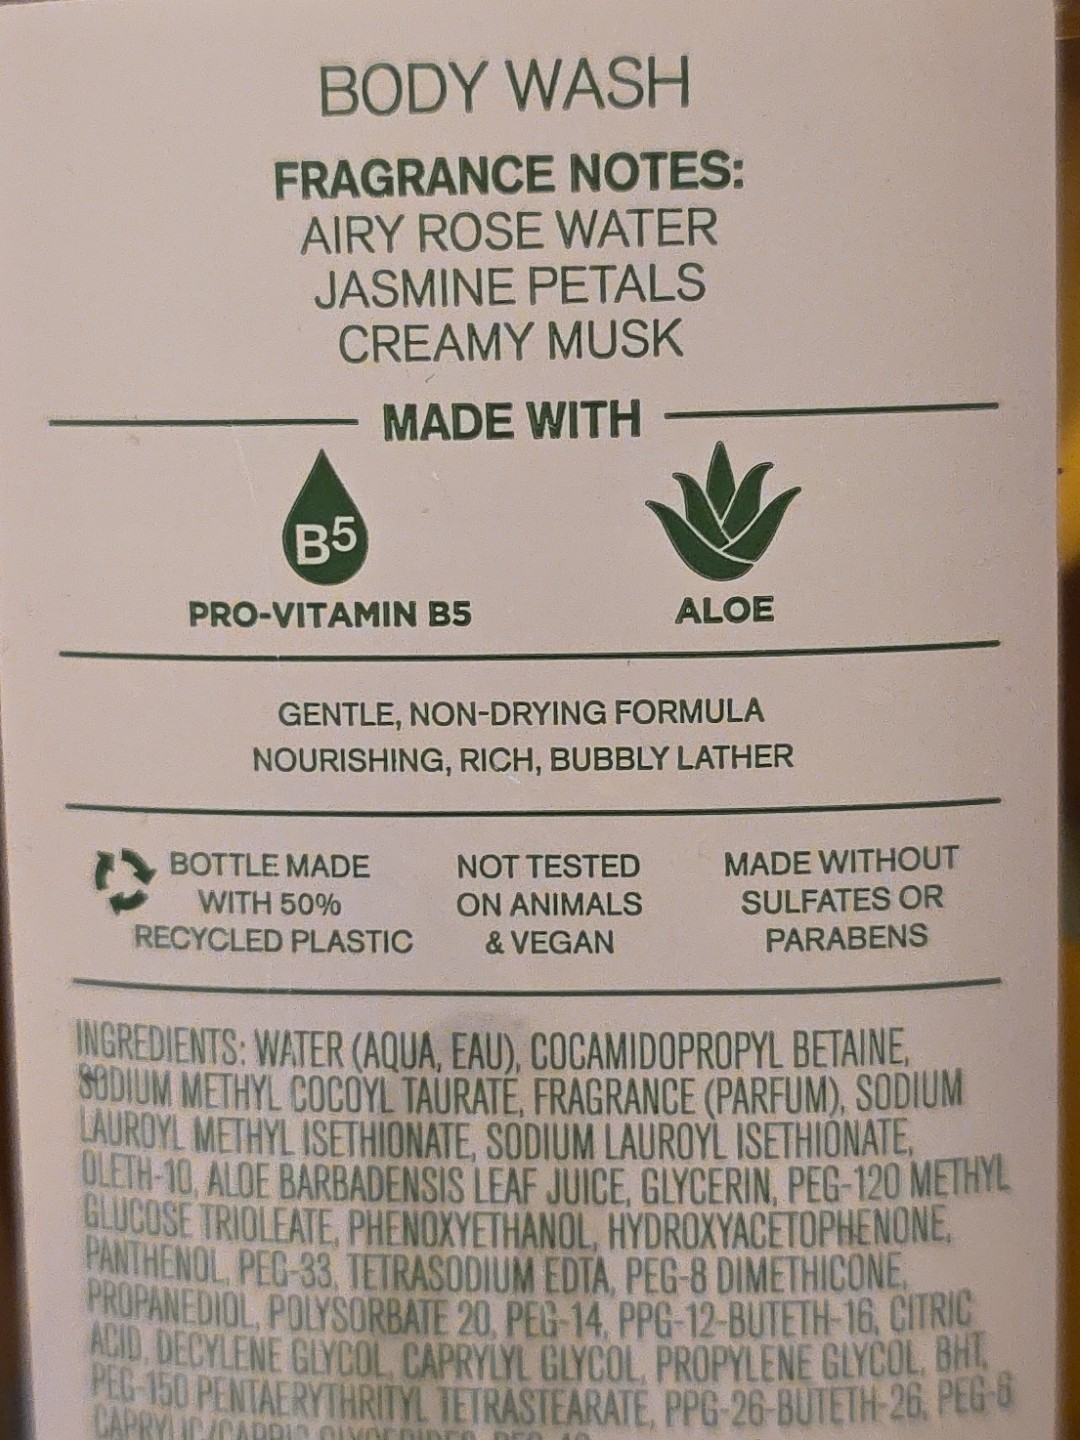 BODY WASH
FRAGRANCE NOTES:
AIRY ROSE WATER
JASMINE PETALS
CREAMY MUSK
MADE WITH
B5
PRO-VITAMIN B5
ALOE
GENTLE, NON-DRYING FORMULA
NOURISHING, RICH, BUBBLY LATHER
BOTTLE MADE
WITH 50%
RECYCLED PLASTIC
NOT TESTED
ON ANIMALS
& VEGAN
MADE WITHOUT
SULFATES OR
PARABENS
INGREDIENTS: WATER (AQUA, EAU), COCAMIDOPROPYL BETAINE,
SODIUM METHYL COCOYL TAURATE, FRAGRANCE (PARFUM), SODIUM
LAUROYL METHYL ISETHIONATE, SODIUM LAUROYL ISETHIONATE,
OLETH-10, ALOE BARBADENSIS LEAF JUICE, GLYCERIN, PEG-120 METHYL
GLUCOSE TRIOLEATE, PHENOXYETHANOL, HYDROXYACETOPHENONE,
PANTHENOL, PEG-33, TETRASODIUM EDTA, PEG-8 DIMETHICONE,
PROPANEDIOL, POLYSORBATE 20, PEG-14, PPG-12-BUTETH-16, CITRIC
ACID, DECYLENE GLYCOL, CAPRYLYL GLYCOL, PROPYLENE GLYCOL, BHT,
PEG-150 PENTAERYTHRITYL TETRASTEARATE, PPG-26-BUTETH-26, PEG-6